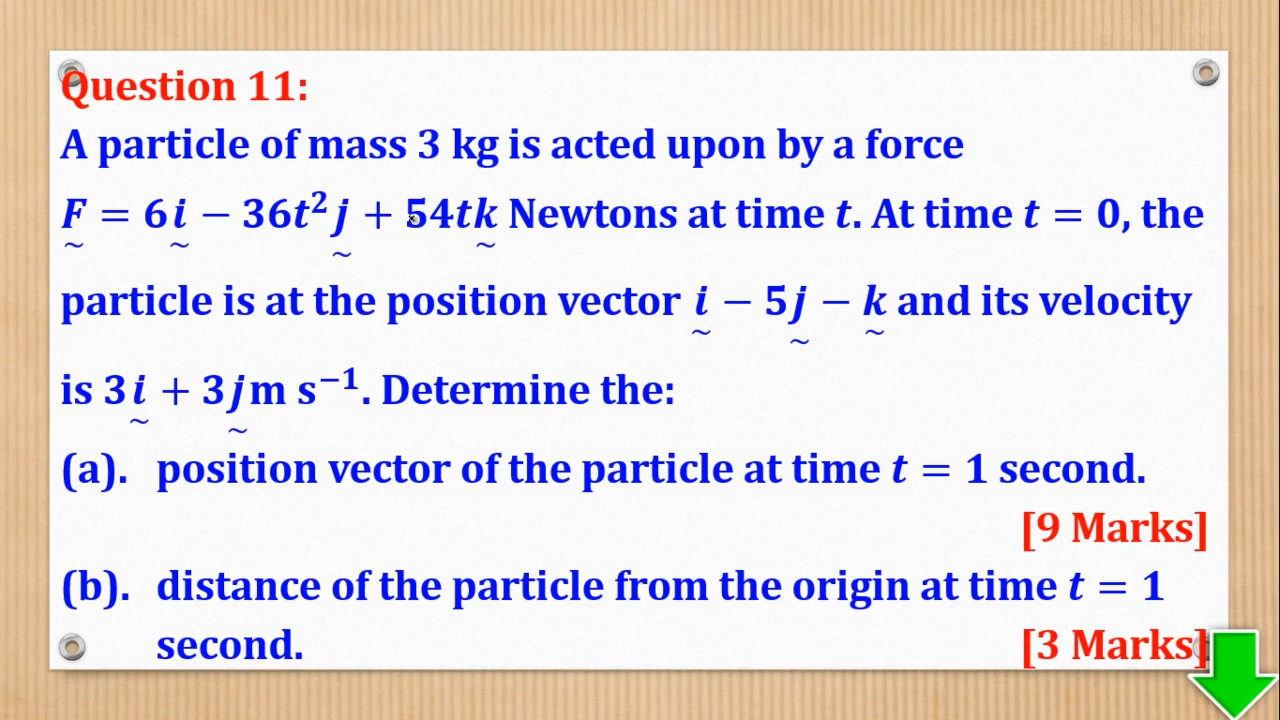 Question 11:
A particle of mass 3 kg is acted upon by a force
F = 6i − 36t²j + 54tk Newtons at time t. At time t = 0, the
~ ~ ~ ~
particle is at the position vector i − 5j − k and its velocity
~ ~ ~
is 3i + 3jm s⁻¹. Determine the:
~ ~
(a). position vector of the particle at time t = 1 second.
[9 Marks]
(b). distance of the particle from the origin at time t = 1
second. [3 Marks]